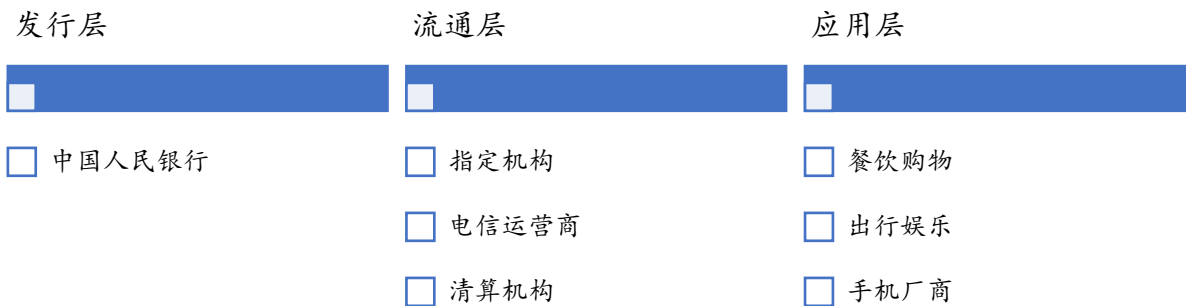 发行层
中国人民银行
流通层
指定机构
电信运营商
清算机构
应用层
餐饮购物
出行娱乐
手机厂商